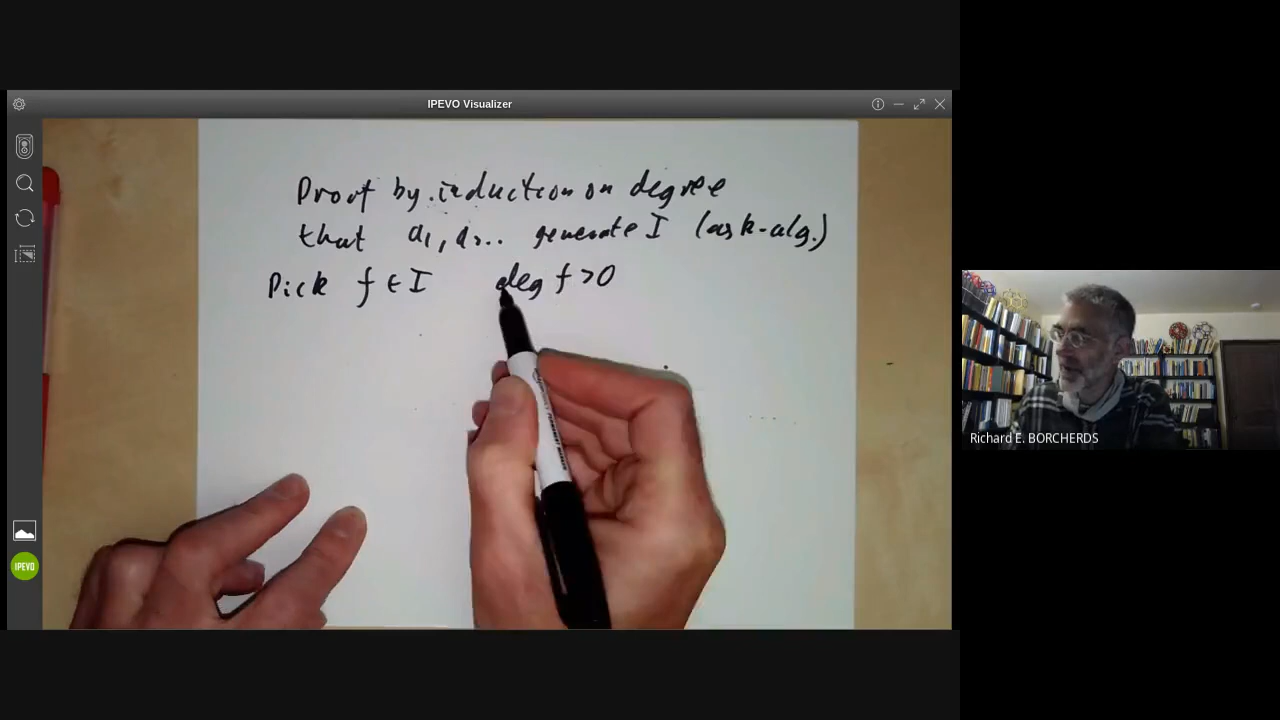 IPEVO Visualizer
Proof by induction on degree
that a1, a2.. generate I (as k-alg.)
Pick f ∈ I deg f >0
Richard E. BORCHERDS
IPEVO